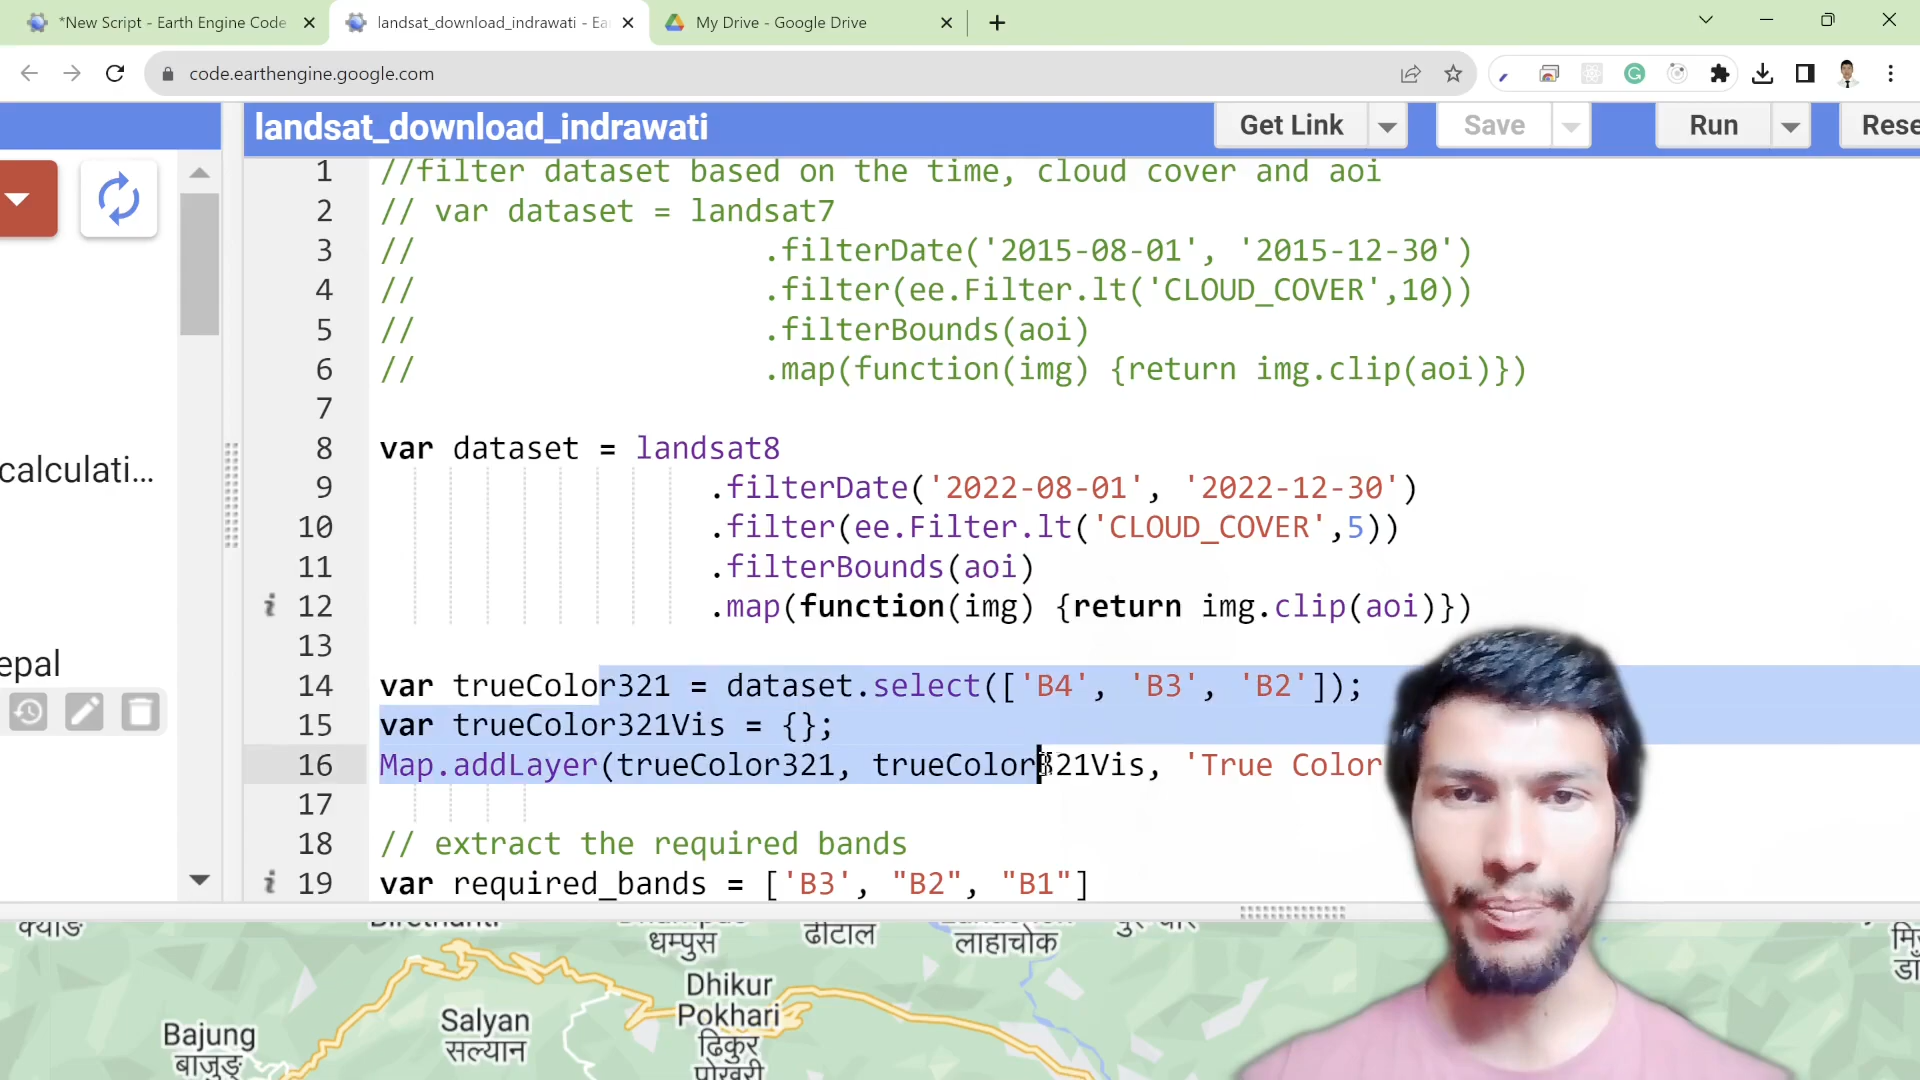 *New Script - Earth Engine Code
landsat_download_indrawati - Ea
My Drive - Google Drive
code.earthengine.google.com
landsat_download_indrawati
Get Link
Save
Run
Rese
1 //filter dataset based on the time, cloud cover and aoi
2 // var dataset = landsat7
3 // .filterDate('2015-08-01', '2015-12-30')
4 // .filter(ee.Filter.lt('CLOUD_COVER',10))
5 // .filterBounds(aoi)
6 // .map(function(img) {return img.clip(aoi)})
7
8 var dataset = landsat8
9 .filterDate('2022-08-01', '2022-12-30')
10 .filter(ee.Filter.lt('CLOUD_COVER',5))
11 .filterBounds(aoi)
i 12 .map(function(img) {return img.clip(aoi)})
13
14 var trueColor321 = dataset.select(['B4', 'B3', 'B2']);
15 var trueColor321Vis = {};
16 Map.addLayer(trueColor321, trueColor321Vis, 'True Color
17
18 // extract the required bands
i 19 var required_bands = ['B3', "B2", "B1"]
calculati...
epal
धम्पुस
ढीटाल
लाहाचोक
Dhikur
Pokhari
ढिकुर
पोखरी
Salyan
सल्यान
Bajung
बाजुङ